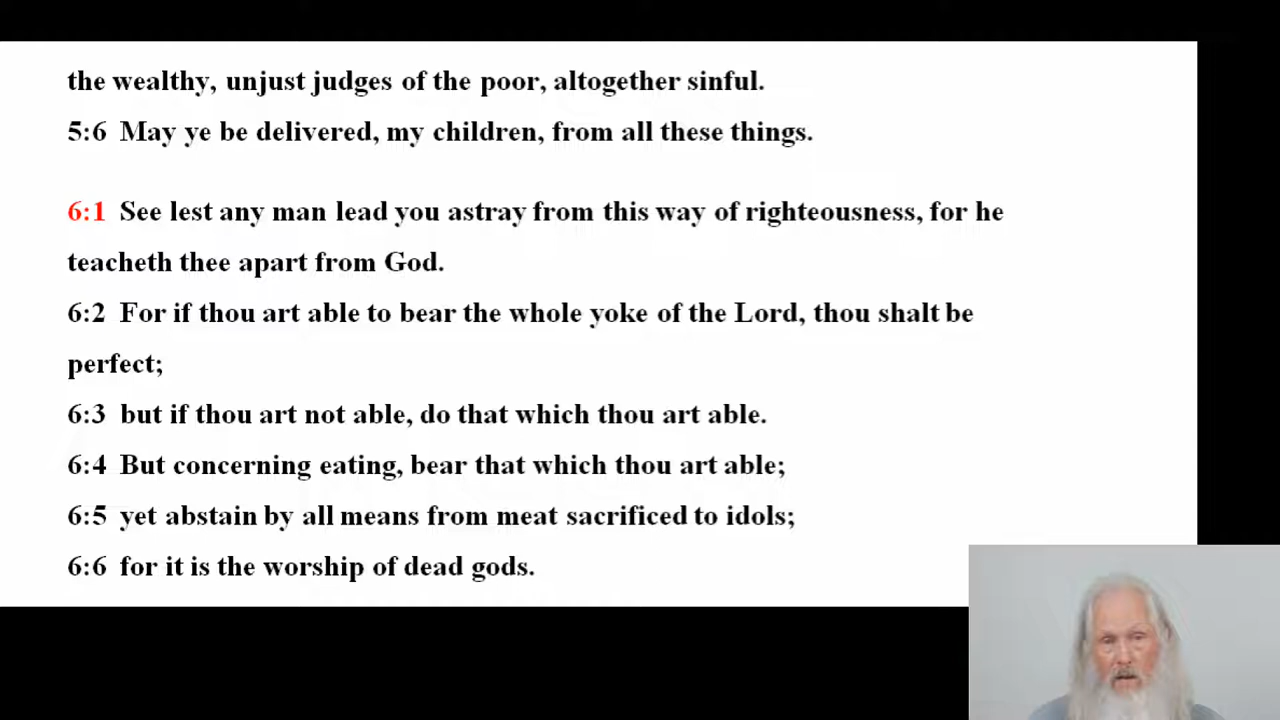 the wealthy, unjust judges of the poor, altogether sinful.
5:6 May ye be delivered, my children, from all these things.
6:1 See lest any man lead you astray from this way of righteousness, for he
teacheth thee apart from God.
6:2 For if thou art able to bear the whole yoke of the Lord, thou shalt be
perfect;
6:3 but if thou art not able, do that which thou art able.
6:4 But concerning eating, bear that which thou art able;
6:5 yet abstain by all means from meat sacrificed to idols;
6:6 for it is the worship of dead gods.